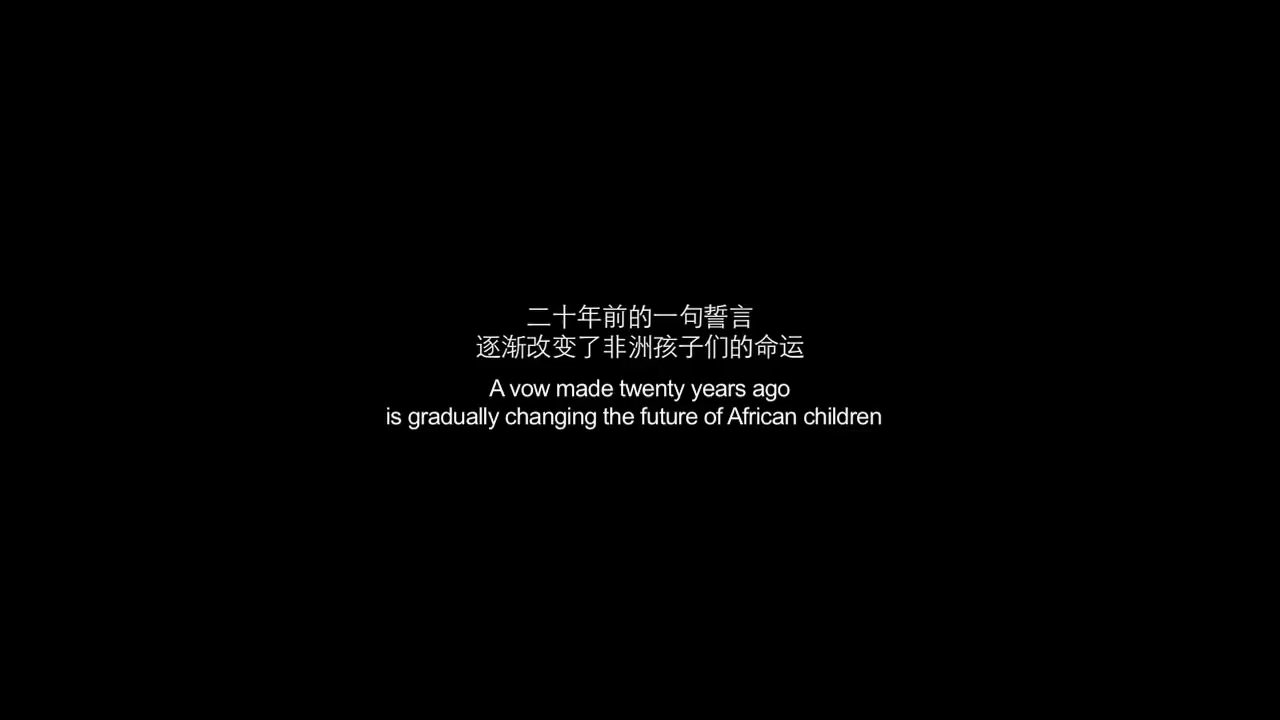 二十年前的一句誓言
逐渐改变了非洲孩子们的命运
A vow made twenty years ago
is gradually changing the future of African children